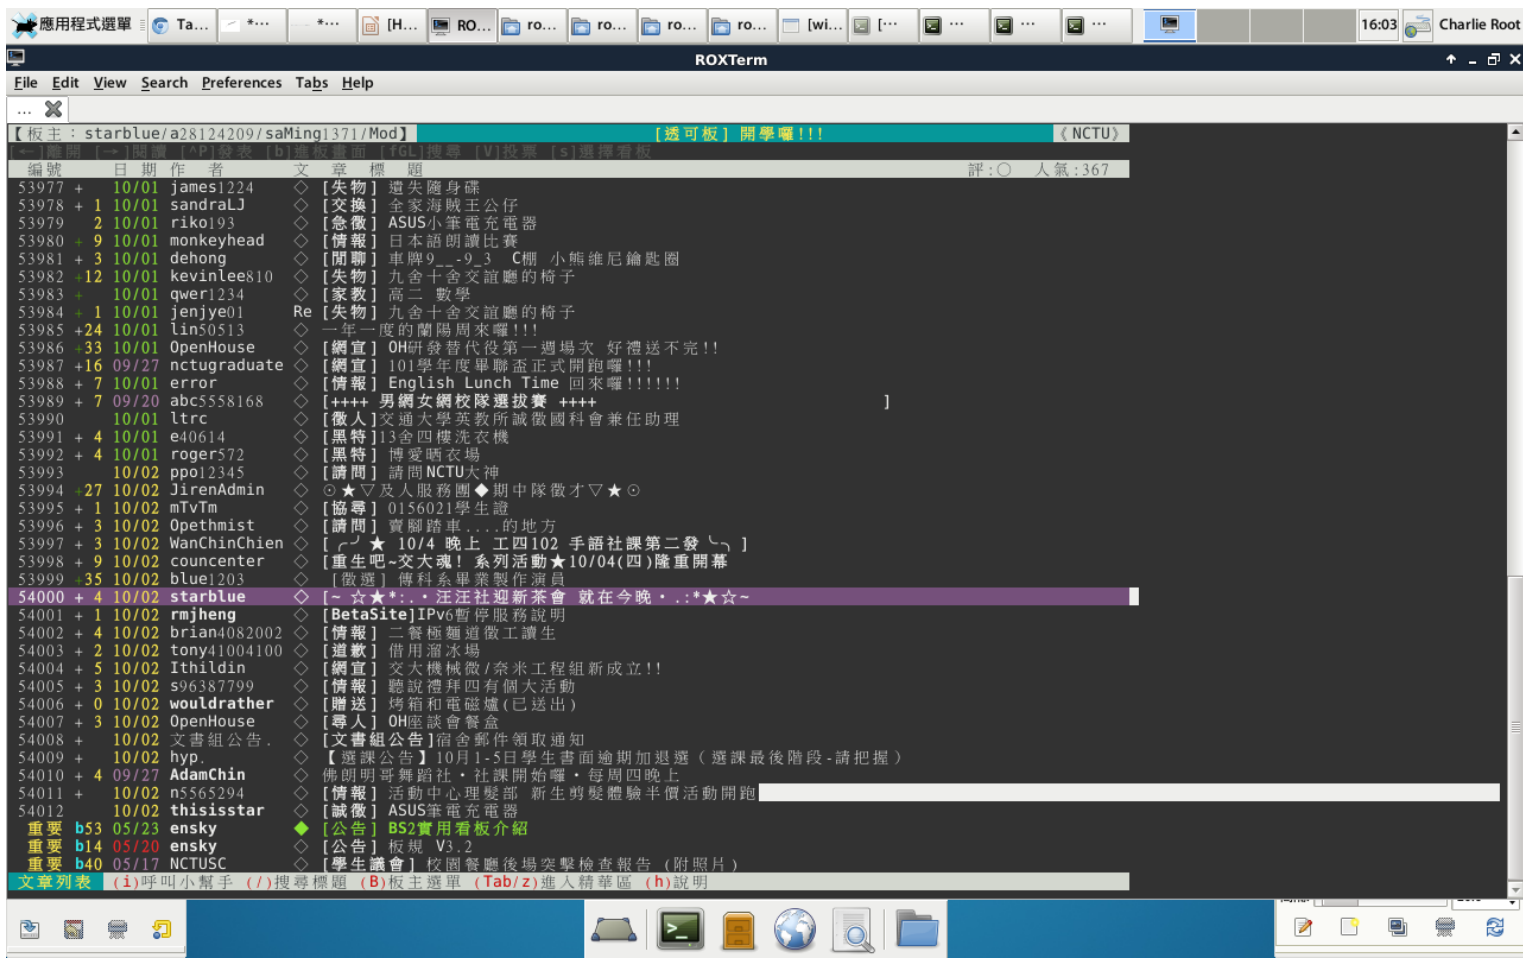 應用程式選單 Ta... *... *... [H... RO... ro... ro... ro... ro... [wi... [... ... ... ... 16:03 Charlie Root
ROXTerm
File Edit View Search Preferences Tabs Help
...
【板主：starblue/a28124209/saMing1371/Mod】 [透可板] 開學囉!!! 《NCTU》
[←]離開 [→]閱讀 [^P]發表 [b]進板畫面 [fGL]搜尋 [V]投票 [s]選擇看板
編號 日 期 作 者 文 章 標 題 評:○ 人氣:367
53977 + 10/01 james1224 ◇ [失物] 遺失隨身碟
53978 + 1 10/01 sandraLJ ◇ [交換] 全家海賊王公仔
53979 2 10/01 riko193 ◇ [急徵] ASUS小筆電充電器
53980 + 9 10/01 monkeyhead ◇ [情報] 日本語朗讀比賽
53981 + 3 10/01 dehong ◇ [閒聊] 車牌9__-9_3 C棚 小熊維尼鑰匙圈
53982 +12 10/01 kevinlee810 ◇ [失物] 九舍十舍交誼廳的椅子
53983 + 10/01 qwer1234 ◇ [家教] 高二 數學
53984 + 1 10/01 jenjye01 Re [失物] 九舍十舍交誼廳的椅子
53985 +24 10/01 lin50513 ◇ 一年一度的蘭陽周來囉!!!
53986 +33 10/01 OpenHouse ◇ [網宣] OH研發替代役第一週場次 好禮送不完!!
53987 +16 09/27 nctugraduate ◇ [網宣] 101學年度畢聯盃正式開跑囉!!!
53988 + 7 10/01 error ◇ [情報] English Lunch Time 回來囉!!!!!!
53989 + 7 09/20 abc5558168 ◇ [++++ 男網女網校隊選拔賽 ++++ ]
53990 10/01 ltrc ◇ [徵人]交通大學英教所誠徵國科會兼任助理
53991 + 4 10/01 e40614 ◇ [黑特]13舍四樓洗衣機
53992 + 4 10/01 roger572 ◇ [黑特] 博愛晒衣場
53993 10/02 ppo12345 ◇ [請問] 請問NCTU大神
53994 +27 10/02 JirenAdmin ◇ ⊙★▽及人服務團◆期中隊徵才▽★⊙
53995 + 1 10/02 mTvTm ◇ [協尋] 0156021學生證
53996 + 3 10/02 Opethmist ◇ [請問] 賣腳踏車....的地方
53997 + 3 10/02 WanChinChien ◇ [ ╭╯★ 10/4 晚上 工四102 手語社課第二發 ╰╮ ]
53998 + 9 10/02 councenter ◇ [重生吧~交大魂! 系列活動★10/04(四)隆重開幕
53999 +35 10/02 blue1203 ◇ [徵選] 傳科系畢業製作演員
54000 + 4 10/02 starblue ◇ [~ ☆★*:.・汪汪社迎新茶會 就在今晚・.:*★☆~
54001 + 1 10/02 rmjheng ◇ [BetaSite]IPv6暫停服務說明
54002 + 4 10/02 brian4082002 ◇ [情報] 二餐極麵道徵工讀生
54003 + 2 10/02 tony41004100 ◇ [道歉] 借用溜冰場
54004 + 5 10/02 Ithildin ◇ [網宣] 交大機械微/奈米工程組新成立!!
54005 + 3 10/02 s96387799 ◇ [情報] 聽說禮拜四有個大活動
54006 + 0 10/02 wouldrather ◇ [贈送] 烤箱和電磁爐(已送出)
54007 + 3 10/02 OpenHouse ◇ [尋人] OH座談會餐盒
54008 + 10/02 文書組公告. ◇ [文書組公告]宿舍郵件領取通知
54009 + 10/02 hyp. ◇ 【選課公告】10月1-5日學生書面逾期加退選（選課最後階段-請把握）
54010 + 4 09/27 AdamChin ◇ 佛朗明哥舞蹈社・社課開始囉・每周四晚上
54011 + 10/02 n5565294 ◇ [情報] 活動中心理髮部 新生剪髮體驗半價活動開跑
54012 10/02 thisisstar ◇ [誠徵] ASUS筆電充電器
重要 b53 05/23 ensky ◆ [公告] BS2實用看板介紹
重要 b14 05/20 ensky ◇ [公告] 板規 V3.2
重要 b40 05/17 NCTUSC ◇ [學生議會] 校園餐廳後場突擊檢查報告 (附照片)
文章列表 (i)呼叫小幫手 (/)搜尋標題 (B)板主選單 (Tab/z)進入精華區 (h)說明